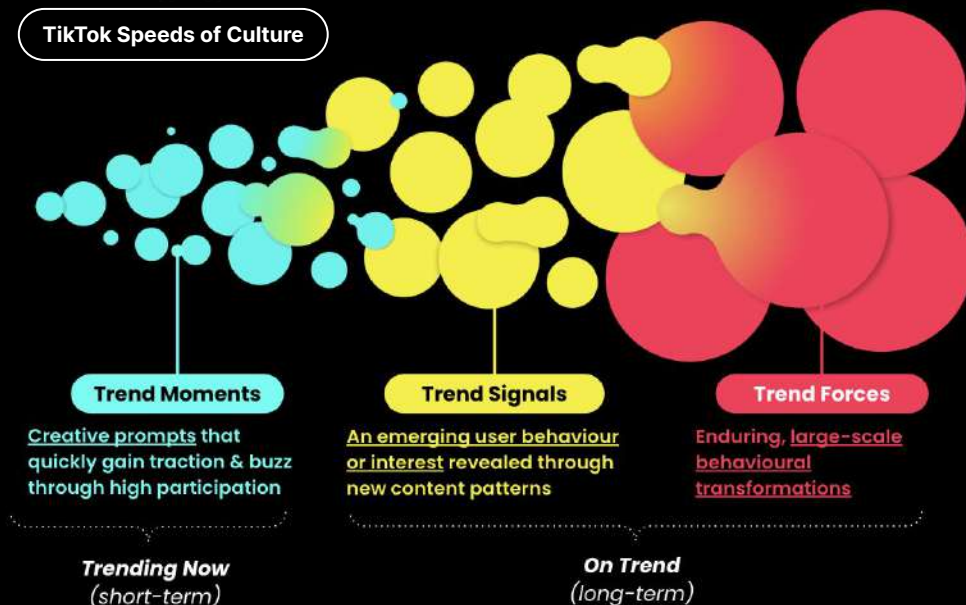 TikTok Speeds of Culture
Trend Moments
Creative prompts that
quickly gain traction & buzz
through high participation
Trend Signals
An emerging user behaviour
or interest revealed through
new content patterns
Trend Forces
Enduring, large-scale
behavioural
transformations
Trending Now
(short-term)
On Trend
(long-term)